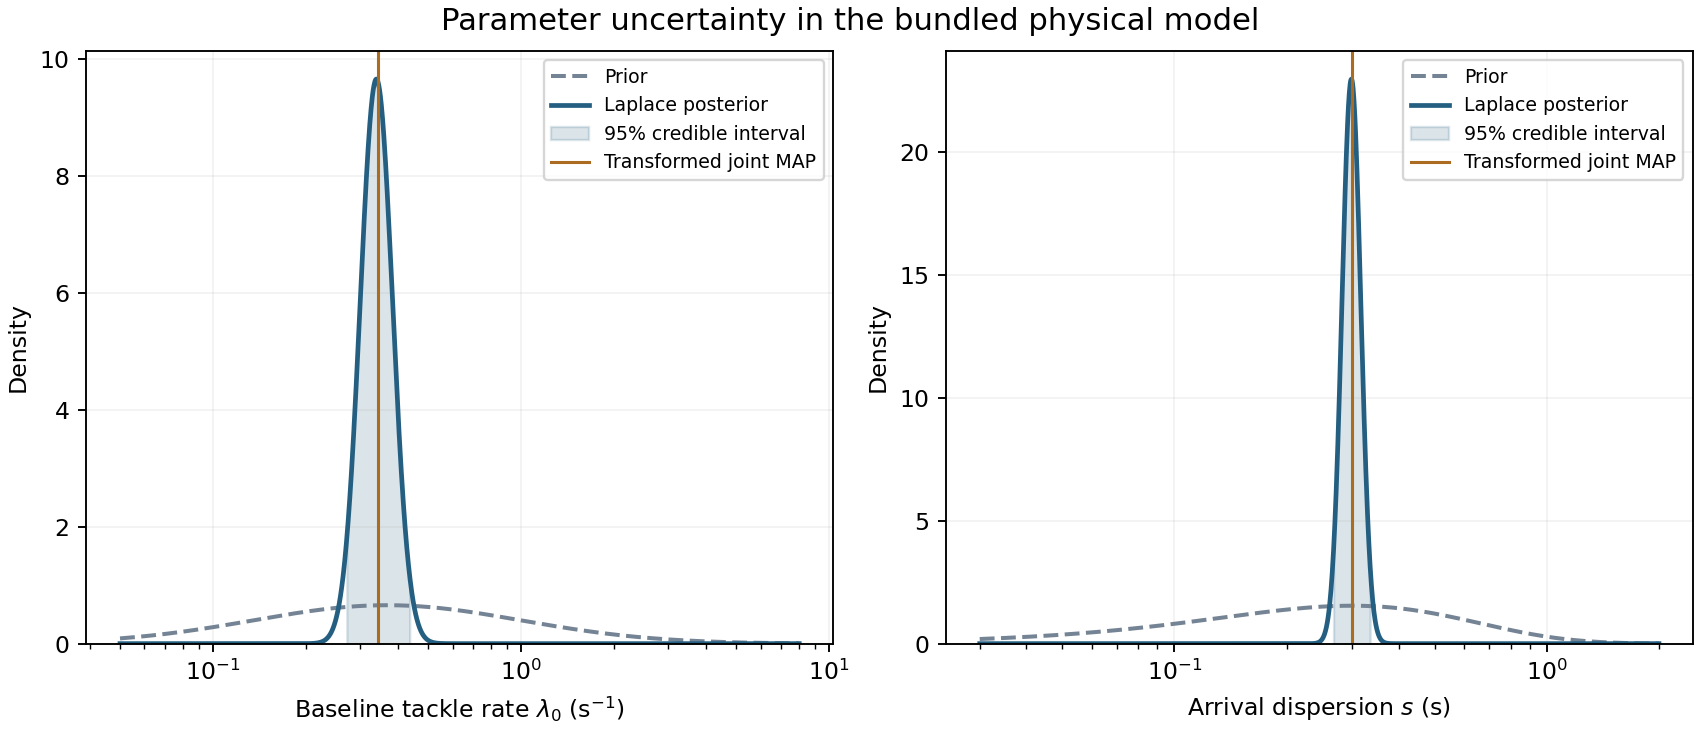 Parameter uncertainty in the bundled physical model
Density
10
8
6
4
2
0
10⁻¹
10⁰
10¹
Baseline tackle rate λ₀ (s⁻¹)
Prior
Laplace posterior
95% credible interval
Transformed joint MAP
Density
20
15
10
5
0
10⁻¹
10⁰
Arrival dispersion s (s)
Prior
Laplace posterior
95% credible interval
Transformed joint MAP